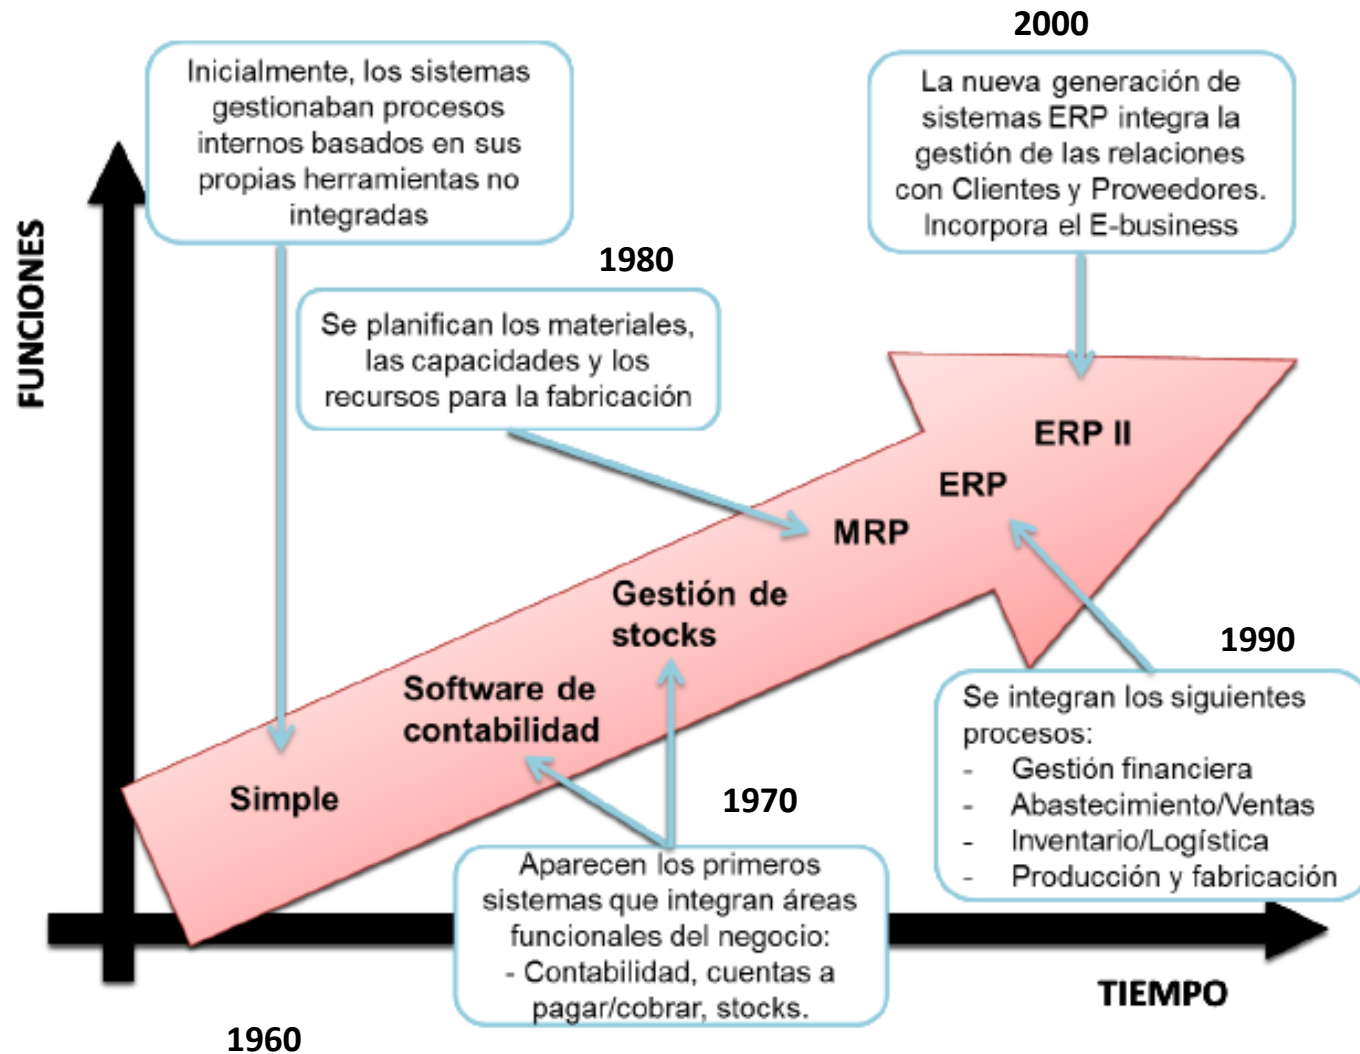 2000
Inicialmente, los sistemas
gestionaban procesos
internos basados en sus
propias herramientas no
integradas
La nueva generación de
sistemas ERP integra la
gestión de las relaciones
con Clientes y Proveedores.
Incorpora el E-business
FUNCIONES
1980
Se planifican los materiales,
las capacidades y los
recursos para la fabricación
ERP II
ERP
MRP
Gestión de
stocks
Software de
contabilidad
Simple
1990
Se integran los siguientes
procesos:
- Gestión financiera
- Abastecimiento/Ventas
- Inventario/Logística
- Producción y fabricación
1970
Aparecen los primeros
sistemas que integran áreas
funcionales del negocio:
- Contabilidad, cuentas a
pagar/cobrar, stocks.
TIEMPO
1960